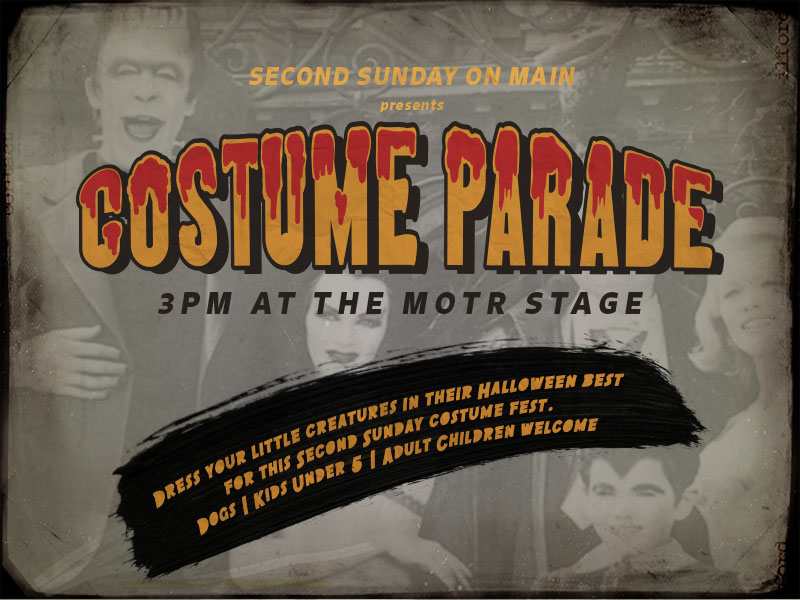 SECOND SUNDAY ON MAIN
presents
COSTUME PARADE
3PM AT THE MOTR STAGE
Dress your little creatures in their Halloween best
for this Second Sunday Costume Fest.
Dogs | Kids Under 5 | Adult Children Welcome